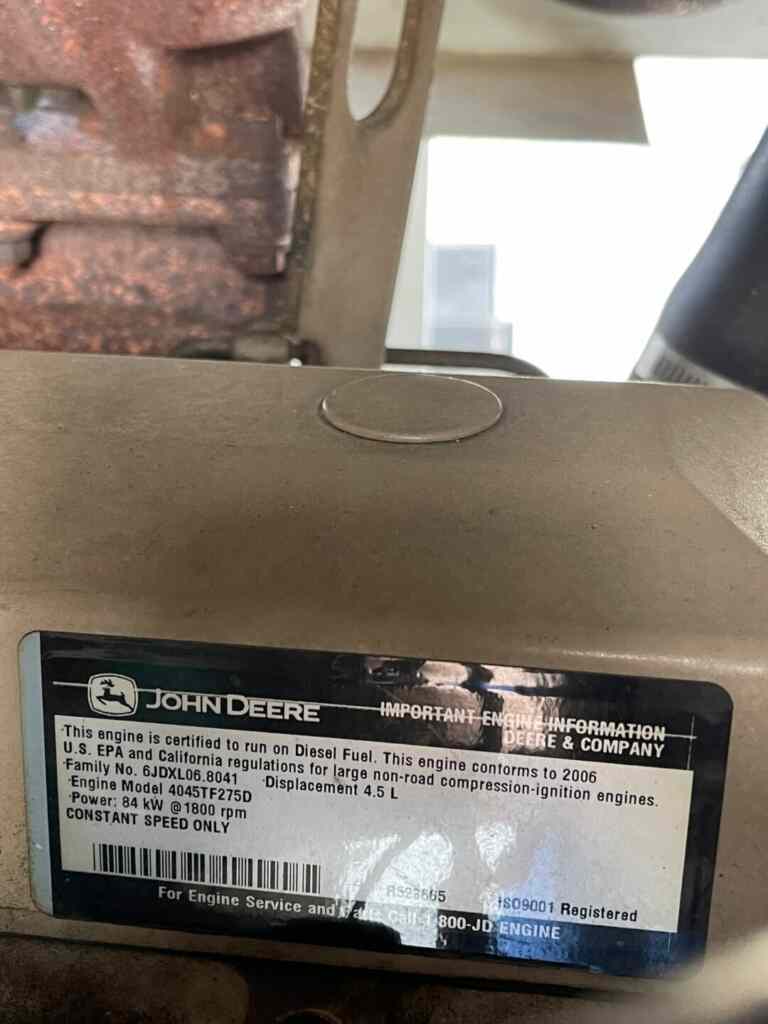 JOHN DEERE
IMPORTANT ENGINE INFORMATION
DEERE & COMPANY
This engine is certified to run on Diesel Fuel. This engine conforms to 2006
U.S. EPA and California regulations for large non-road compression-ignition engines.
Family No. 6JDXL06.8041 Displacement 4.5 L
Engine Model 4045TF275D
Power: 84 kW @1800 rpm
CONSTANT SPEED ONLY
ISO9001 Registered
For Engine Service and Parts Call 1-800-JD ENGINE